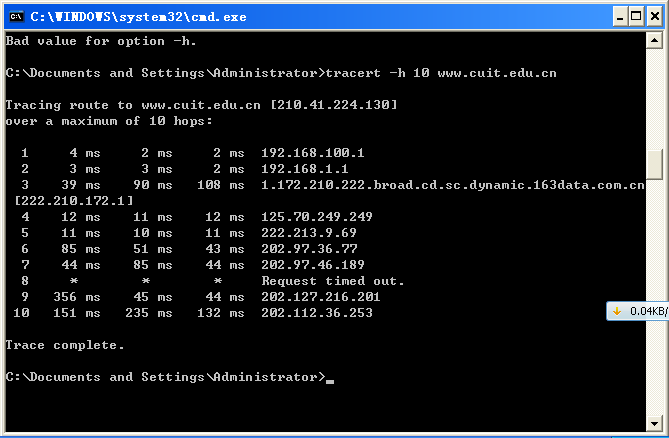 C:\WINDOWS\system32\cmd.exe
Bad value for option -h.
C:\Documents and Settings\Administrator>tracert -h 10 www.cuit.edu.cn
Tracing route to www.cuit.edu.cn [210.41.224.130]
over a maximum of 10 hops:
1 4 ms 2 ms 2 ms 192.168.100.1
2 3 ms 3 ms 2 ms 192.168.1.1
3 39 ms 90 ms 108 ms 1.172.210.222.broad.cd.sc.dynamic.163data.com.cn
[222.210.172.1]
4 12 ms 11 ms 12 ms 125.70.249.249
5 11 ms 10 ms 11 ms 222.213.9.69
6 85 ms 51 ms 43 ms 202.97.36.77
7 44 ms 85 ms 44 ms 202.97.46.189
8 * * * Request timed out.
9 356 ms 45 ms 44 ms 202.127.216.201
10 151 ms 235 ms 132 ms 202.112.36.253
0.04KB/
Trace complete.
C:\Documents and Settings\Administrator>_